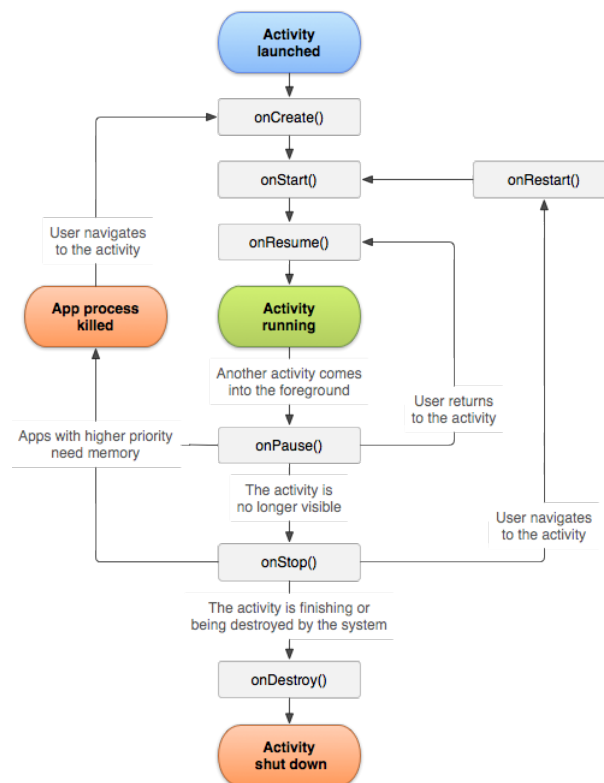 Activity
launched
onCreate()
onStart()
onRestart()
User navigates
to the activity
onResume()
App process
killed
Activity
running
Another activity comes
into the foreground
User returns
to the activity
Apps with higher priority
need memory
onPause()
The activity is
no longer visible
User navigates
to the activity
onStop()
The activity is finishing or
being destroyed by the system
onDestroy()
Activity
shut down